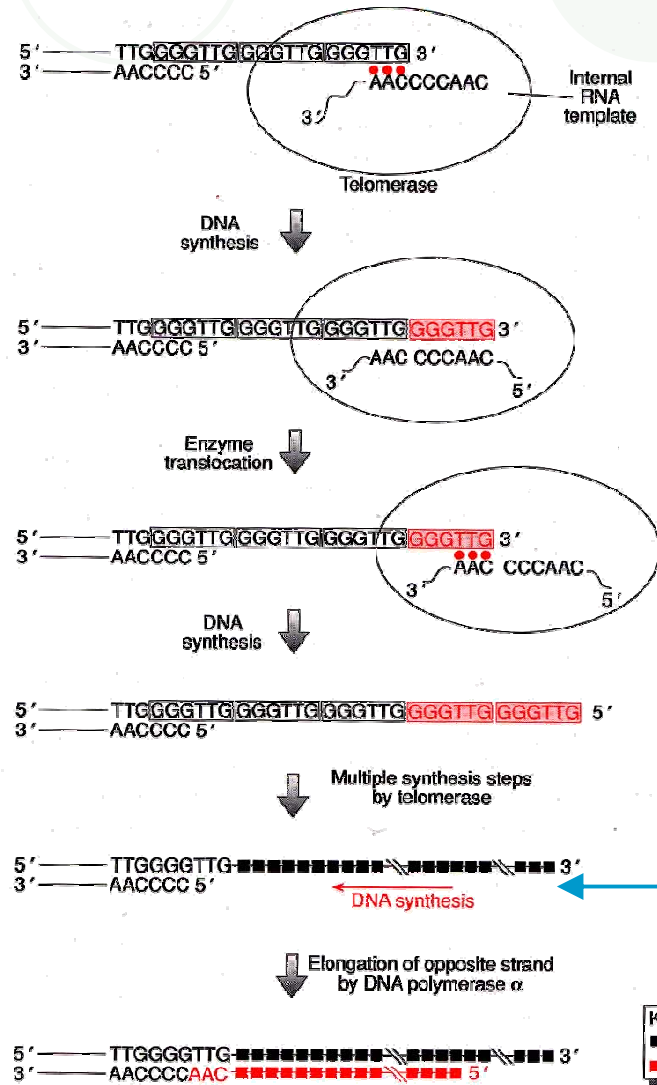 5' TTGGGGTTGGGGTTGGGGTTG 3'
3' AACCCC 5'
AACCCCAAC
3'
Internal
RNA
template
Telomerase
DNA
synthesis
5' TTGGGGTTGGGGTTGGGGTTGGGGTTG 3'
3' AACCCC 5'
AAC CCCAAC
3' 5'
Enzyme
translocation
5' TTGGGGTTGGGGTTGGGGTTGGGGTTG 3'
3' AACCCC 5'
AAC CCCAAC
3' 5'
DNA
synthesis
5' TTGGGGTTGGGGTTGGGGTTGGGGTTGGGGTTG 5'
3' AACCCC 5'
Multiple synthesis steps
by telomerase
5' TTGGGGTTG 3'
3' AACCCC 5'
DNA synthesis
Elongation of opposite strand
by DNA polymerase α
5' TTGGGGTTG 3'
3' AACCCCAAC 5'